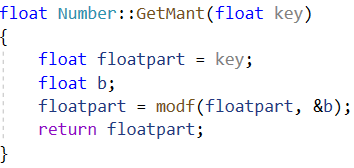 float Number::GetMant(float key)
{
    float floatpart = key;
    float b;
    floatpart = modf(floatpart, &b);
    return floatpart;
}